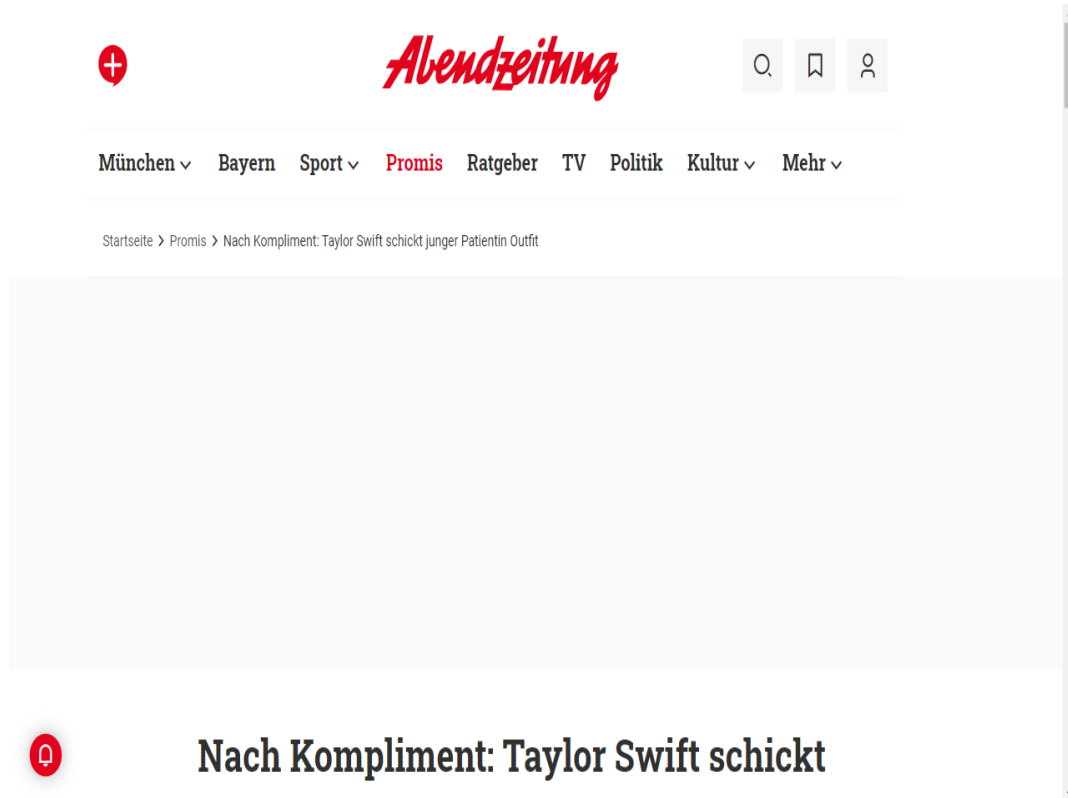 Abendzeitung
München Bayern Sport Promis Ratgeber TV Politik Kultur Mehr
Startseite > Promis > Nach Kompliment: Taylor Swift schickt junger Patientin Outfit
Nach Kompliment: Taylor Swift schickt